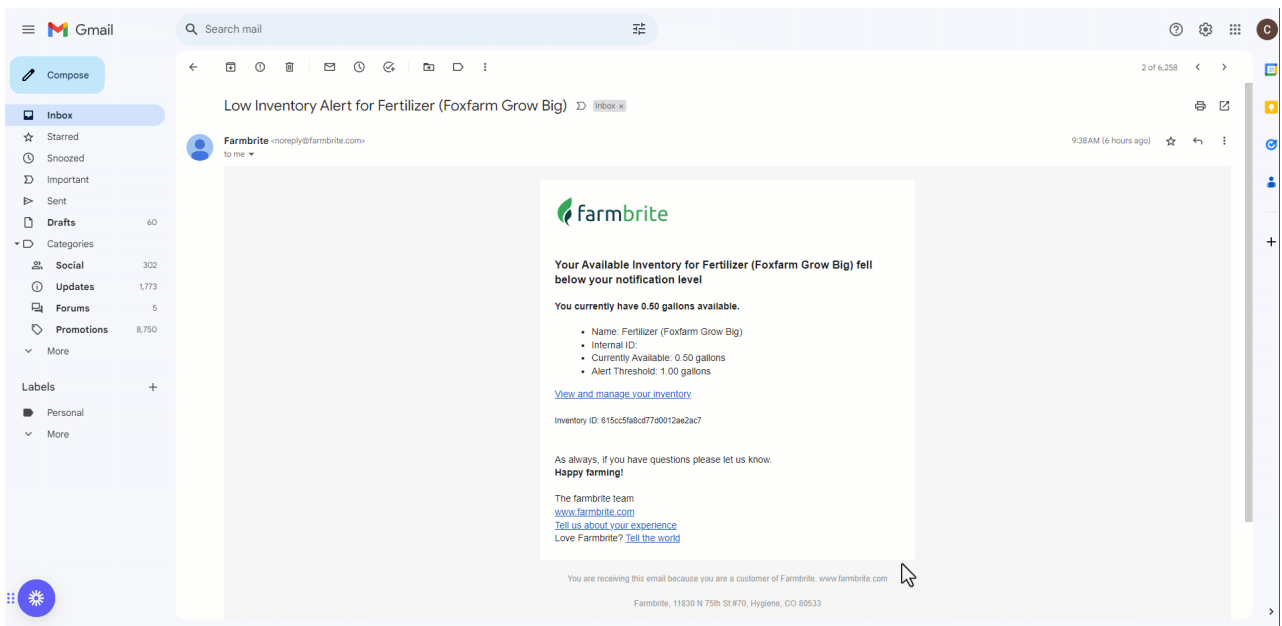 Gmail
Search mail
C
Compose
2 of 6,258
Inbox
Starred
Snoozed
Important
Sent
Drafts 60
Categories
Social 302
Updates 1,773
Forums 5
Promotions 8,750
More
Labels +
Personal
More
Low Inventory Alert for Fertilizer (Foxfarm Grow Big) Inbox x
Farmbrite <noreply@farmbrite.com> 9:38 AM (6 hours ago)
to me
farmbrite
Your Available Inventory for Fertilizer (Foxfarm Grow Big) fell
below your notification level
You currently have 0.50 gallons available.
• Name: Fertilizer (Foxfarm Grow Big)
• Internal ID:
• Currently Available: 0.50 gallons
• Alert Threshold: 1.00 gallons
View and manage your inventory
Inventory ID: 615cc5fa8cd77d0012ae2ac7
As always, if you have questions please let us know.
Happy farming!
The farmbrite team
www.farmbrite.com
Tell us about your experience
Love Farmbrite? Tell the world
You are receiving this email because you are a customer of Farmbrite. www.farmbrite.com
Farmbrite, 11830 N 75th St #70, Hygiene, CO 80533